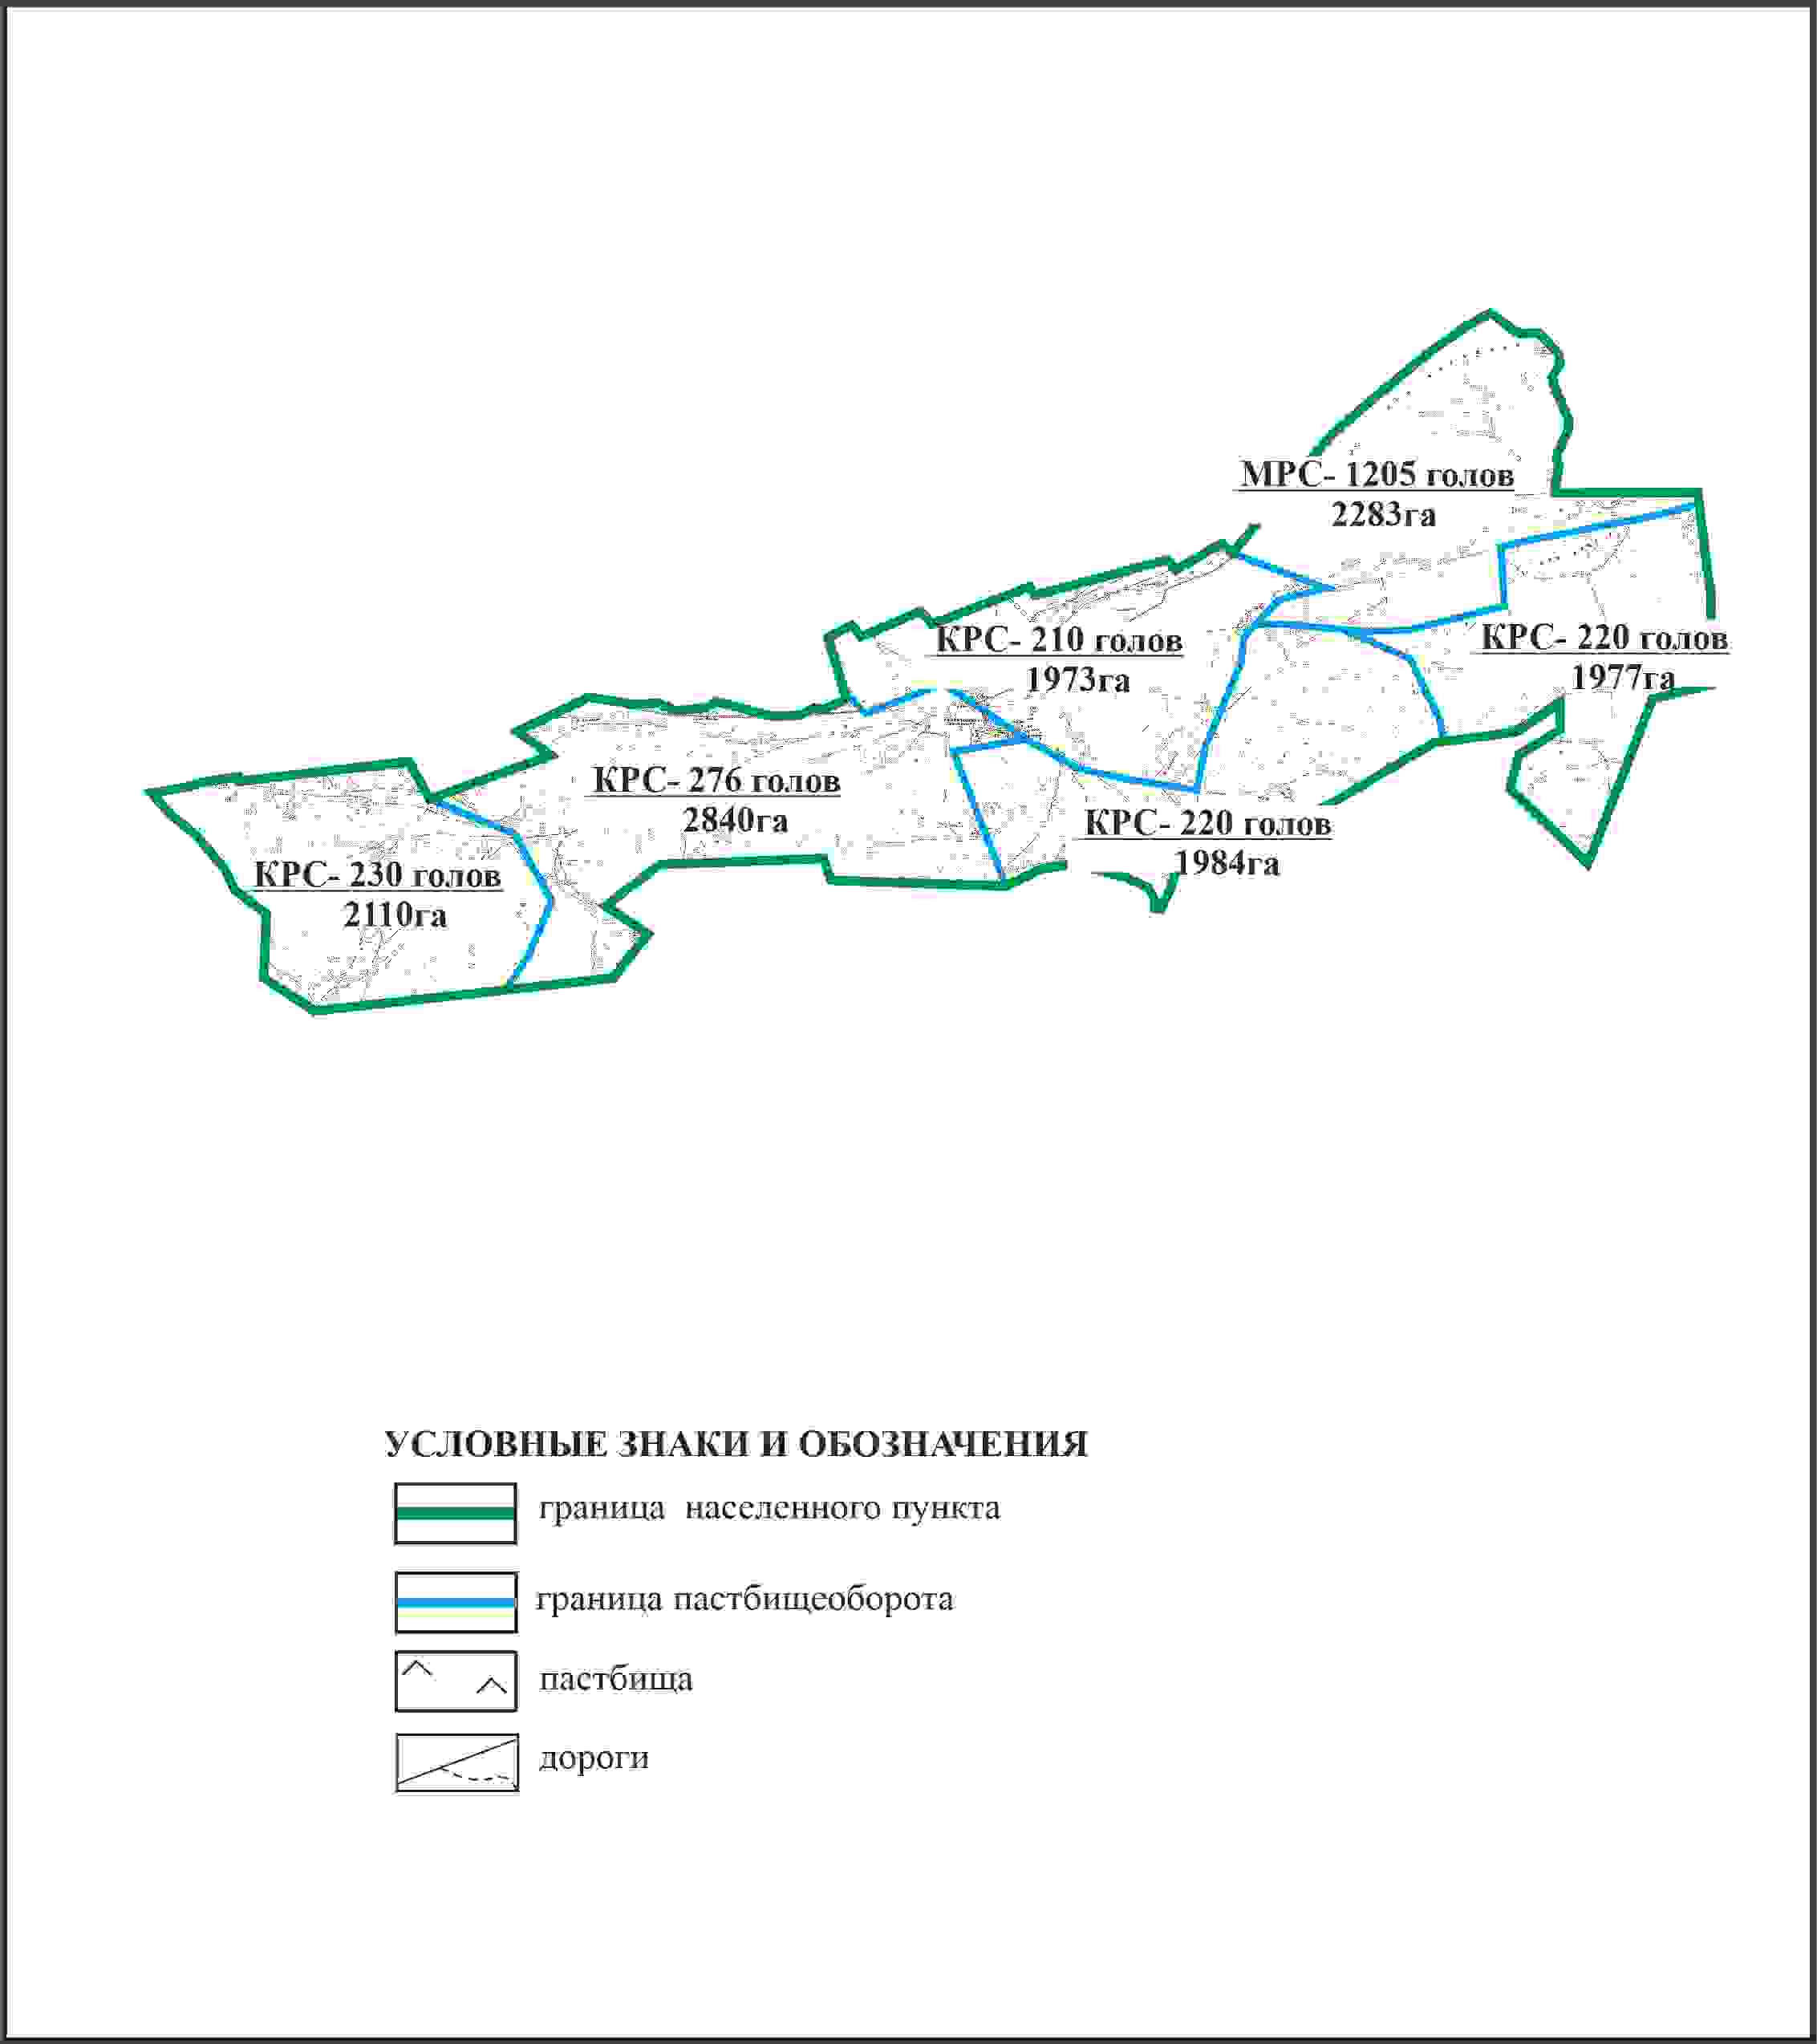 МРС- 1205 голов
2283га
КРС- 210 голов
1973га
КРС- 220 голов
1977га
КРС- 276 голов
2840га
КРС- 220 голов
1984га
КРС- 230 голов
2110га
УСЛОВНЫЕ ЗНАКИ И ОБОЗНАЧЕНИЯ
граница населенного пункта
граница пастбищеоборота
пастбища
дороги